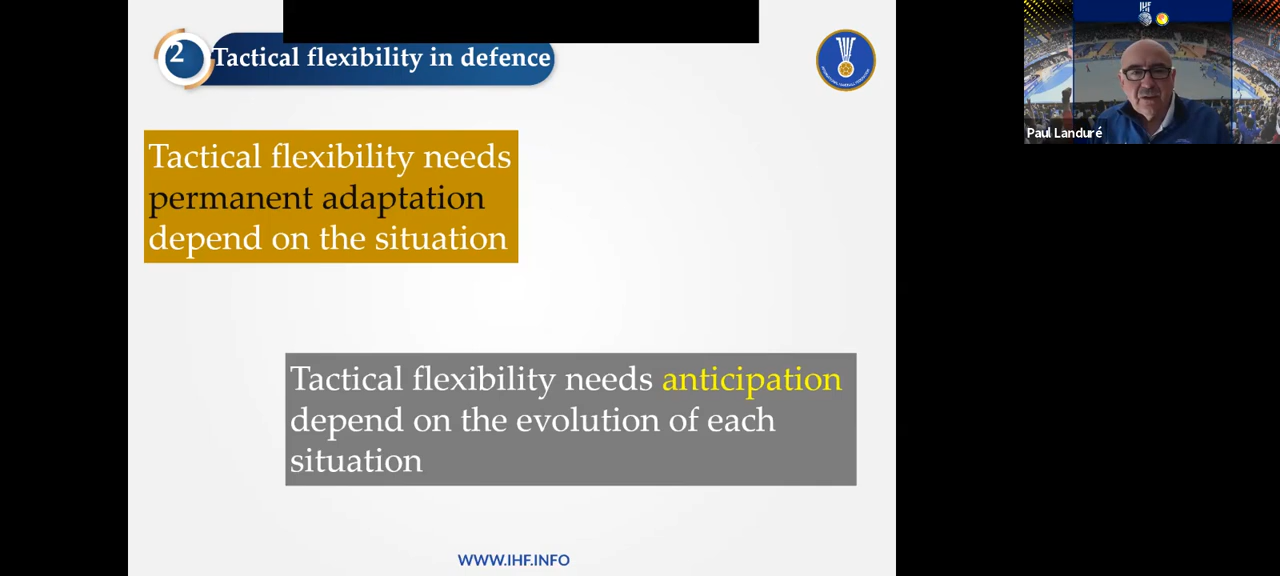 2
Tactical flexibility in defence
IHF
Paul Landuré
Tactical flexibility needs
permanent adaptation
depend on the situation
Tactical flexibility needs anticipation
depend on the evolution of each
situation
WWW.IHF.INFO